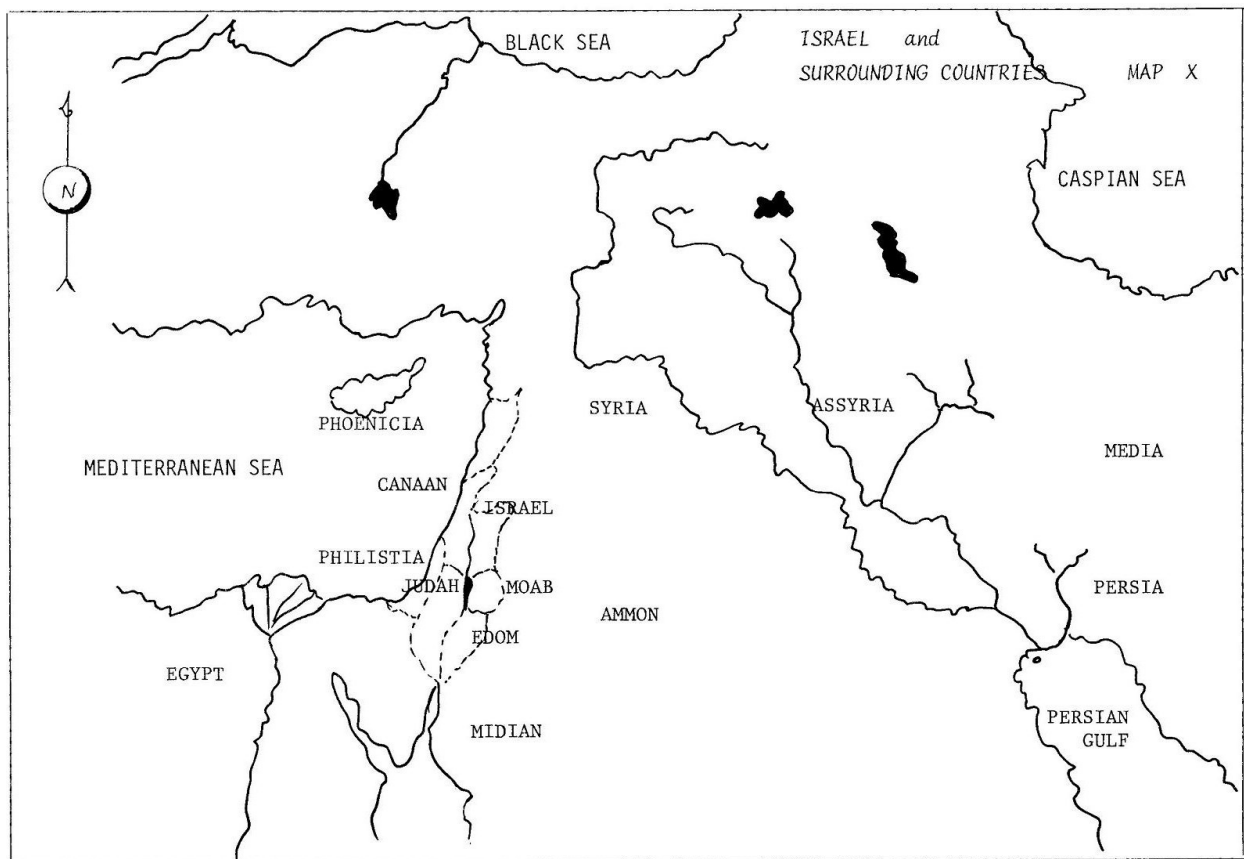 BLACK SEA
ISRAEL and
SURROUNDING COUNTRIES
MAP X
N
CASPIAN SEA
SYRIA
ASSYRIA
PHOENICIA
MEDITERRANEAN SEA
MEDIA
CANAAN
ISRAEL
PHILISTIA
JUDAH
MOAB
PERSIA
AMMON
EDOM
EGYPT
MIDIAN
PERSIAN
GULF